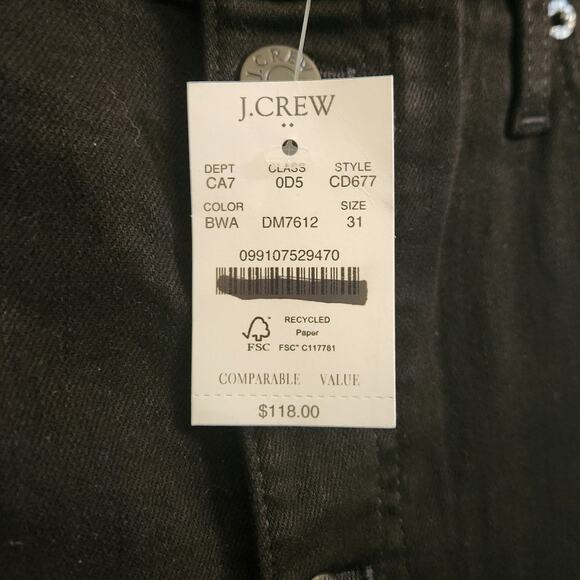 J.CREW
J.CREW
DEPT CLASS STYLE
CA7 0D5 CD677
COLOR SIZE
BWA DM7612 31
099107529470
RECYCLED
Paper
FSC FSC® C117781
COMPARABLE VALUE
$118.00